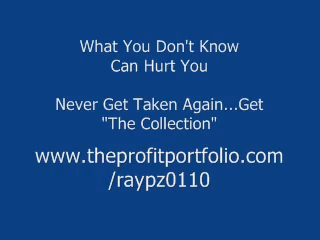 What You Don't Know
Can Hurt You
Never Get Taken Again...Get
"The Collection"
www.theprofitportfolio.com
/raypz0110